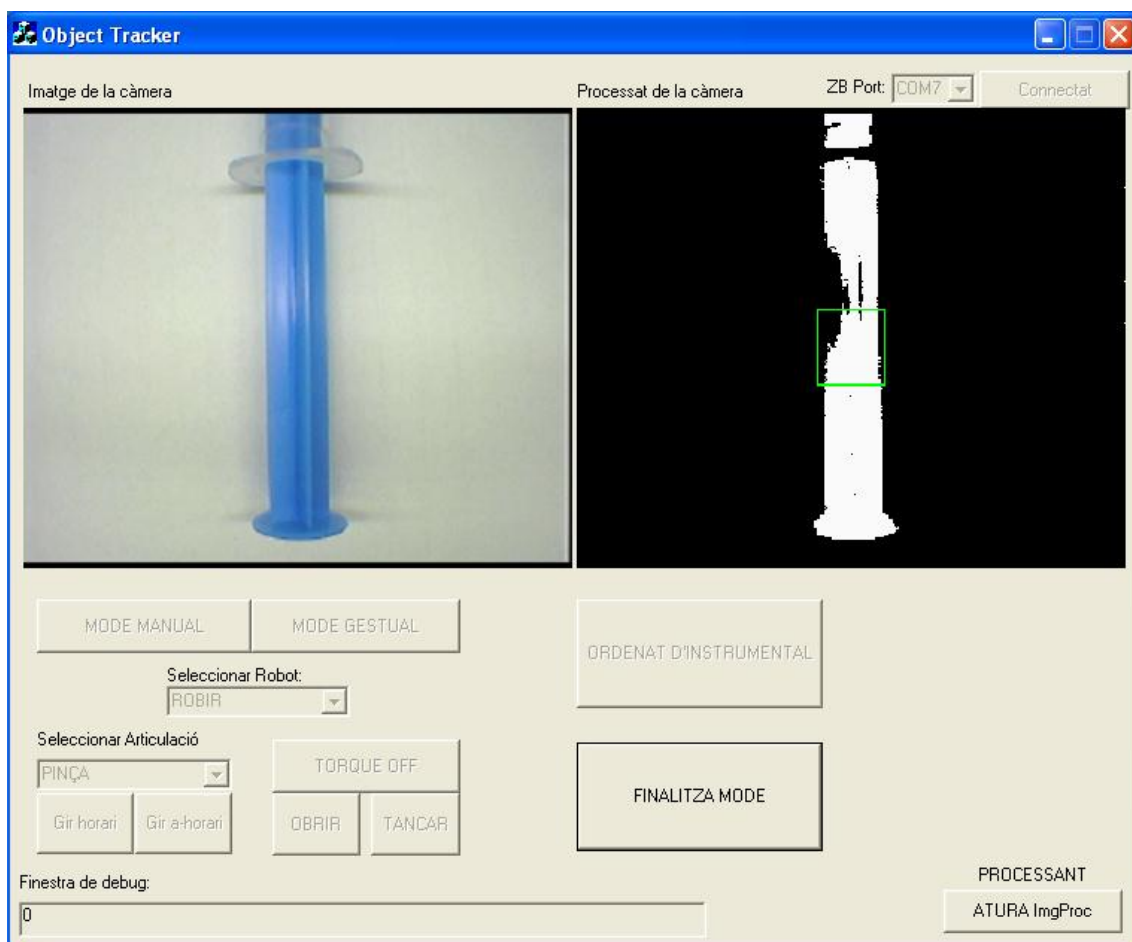 Object Tracker
Imatge de la càmera
Processat de la càmera
ZB Port:
COM7
Connectat
MODE MANUAL
MODE GESTUAL
ORDENAT D'INSTRUMENTAL
Seleccionar Robot:
ROBIR
Seleccionar Articulació
PINÇA
TORQUE OFF
FINALITZA MODE
Gir horari
Gir a-horari
OBRIR
TANCAR
Finestra de debug:
0
PROCESSANT
ATURA ImgProc